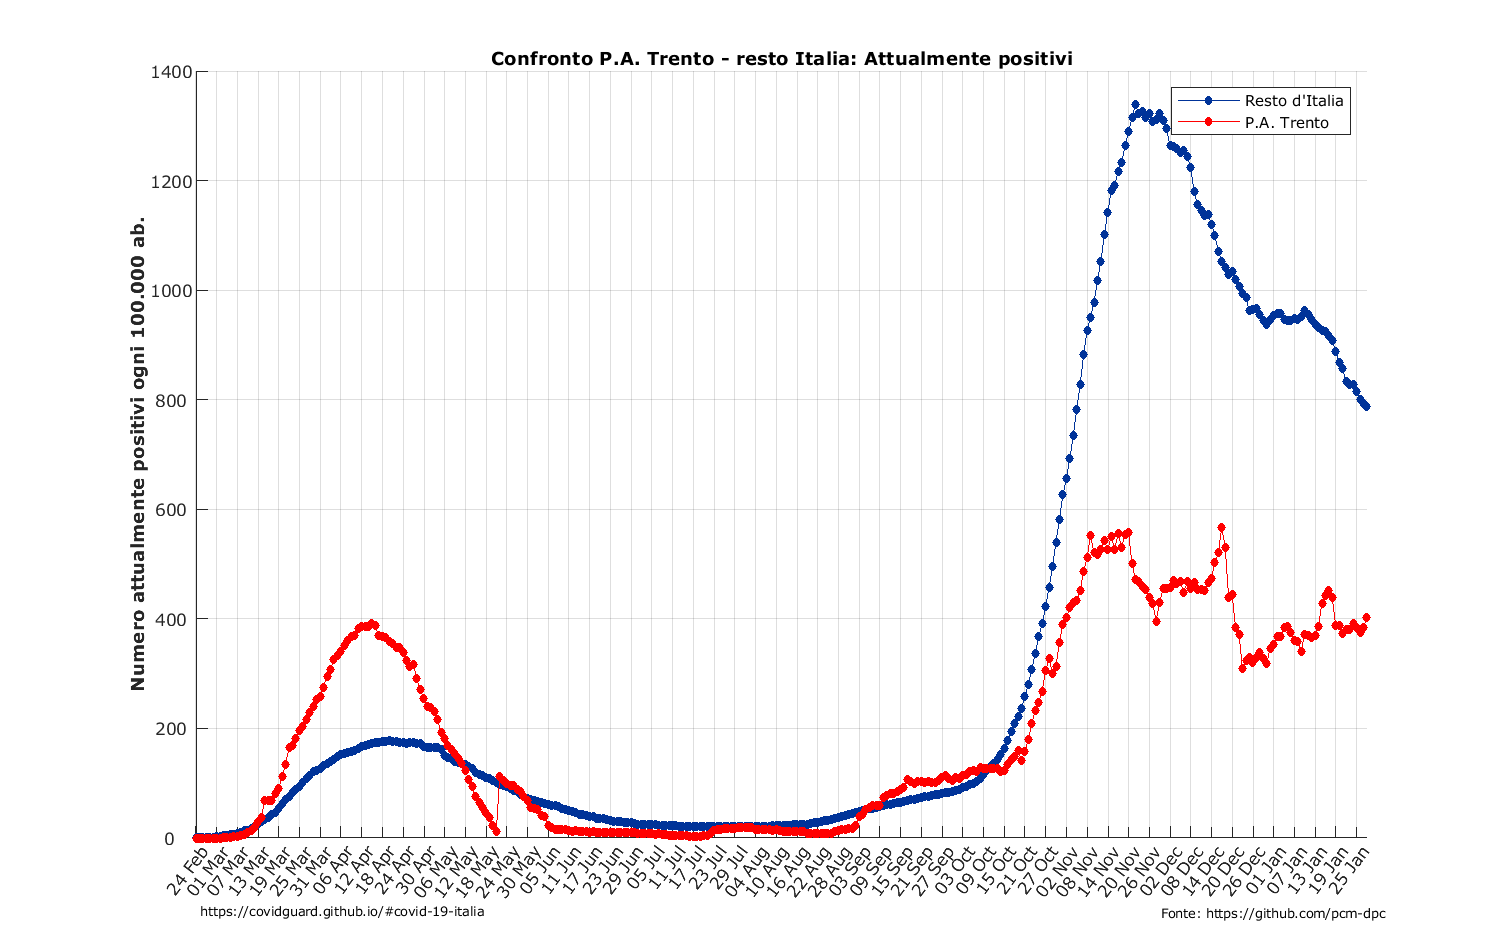 Confronto P.A. Trento - resto Italia: Attualmente positivi
Numero attualmente positivi ogni 100.000 ab.
1400
1200
1000
800
600
400
200
0
Resto d'Italia
P.A. Trento
24 Feb
01 Mar
07 Mar
13 Mar
19 Mar
25 Mar
31 Mar
06 Apr
12 Apr
18 Apr
24 Apr
30 Apr
06 May
12 May
18 May
24 May
30 May
05 Jun
11 Jun
17 Jun
23 Jun
29 Jun
05 Jul
11 Jul
17 Jul
23 Jul
29 Jul
04 Aug
10 Aug
16 Aug
22 Aug
28 Aug
03 Sep
09 Sep
15 Sep
21 Sep
27 Sep
03 Oct
09 Oct
15 Oct
21 Oct
27 Oct
02 Nov
08 Nov
14 Nov
20 Nov
26 Nov
02 Dec
08 Dec
14 Dec
20 Dec
26 Dec
01 Jan
07 Jan
13 Jan
19 Jan
25 Jan
https://covidguard.github.io/#covid-19-italia
Fonte: https://github.com/pcm-dpc